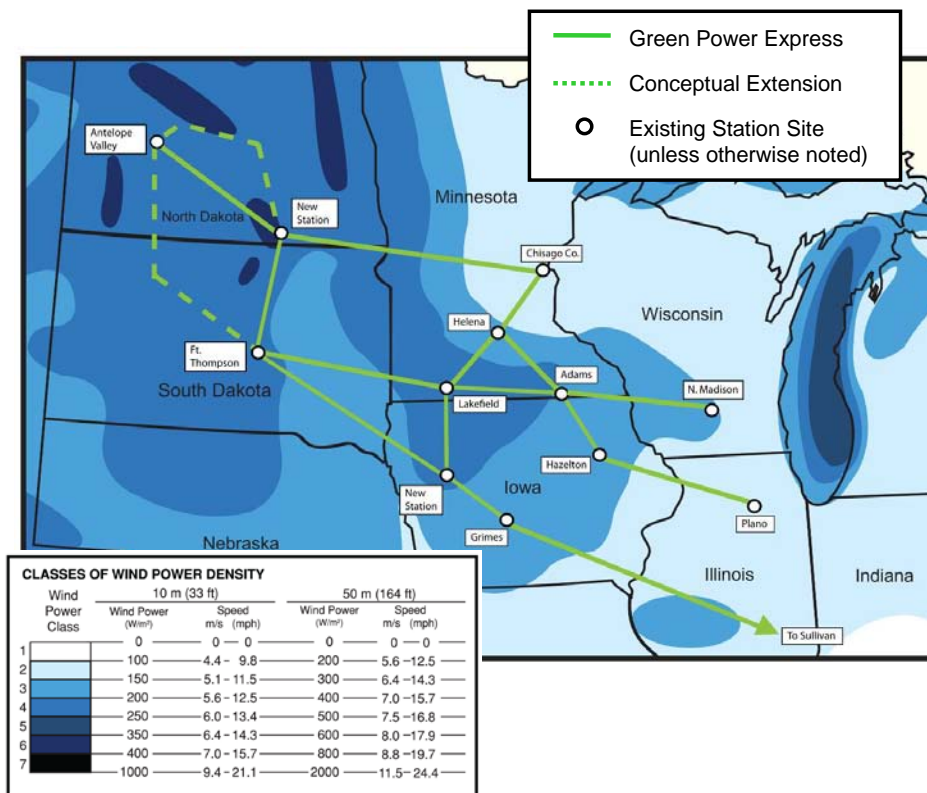 Green Power Express
Conceptual Extension
Existing Station Site
(unless otherwise noted)
Antelope
Valley
North Dakota
New
Station
Minnesota
Chisago Co.
Wisconsin
Helena
Ft.
Thompson
South Dakota
Adams
N. Madison
Lakefield
Hazelton
Iowa
New
Station
Grimes
Plano
Nebraska
Illinois
Indiana
To Sullivan
CLASSES OF WIND POWER DENSITY
Wind
Power
Class
10 m (33 ft)
50 m (164 ft)
Wind Power
(W/m²)
Speed
m/s (mph)
Wind Power
(W/m²)
Speed
m/s (mph)
0 0 0 0 0 0
1
100 4.4 – 9.8 200 5.6 – 12.5
2
150 5.1 – 11.5 300 6.4 – 14.3
3
200 5.6 – 12.5 400 7.0 – 15.7
4
250 6.0 – 13.4 500 7.5 – 16.8
5
350 6.4 – 14.3 600 8.0 – 17.9
6
400 7.0 – 15.7 800 8.8 – 19.7
7
1000 9.4 – 21.1 2000 11.5 – 24.4